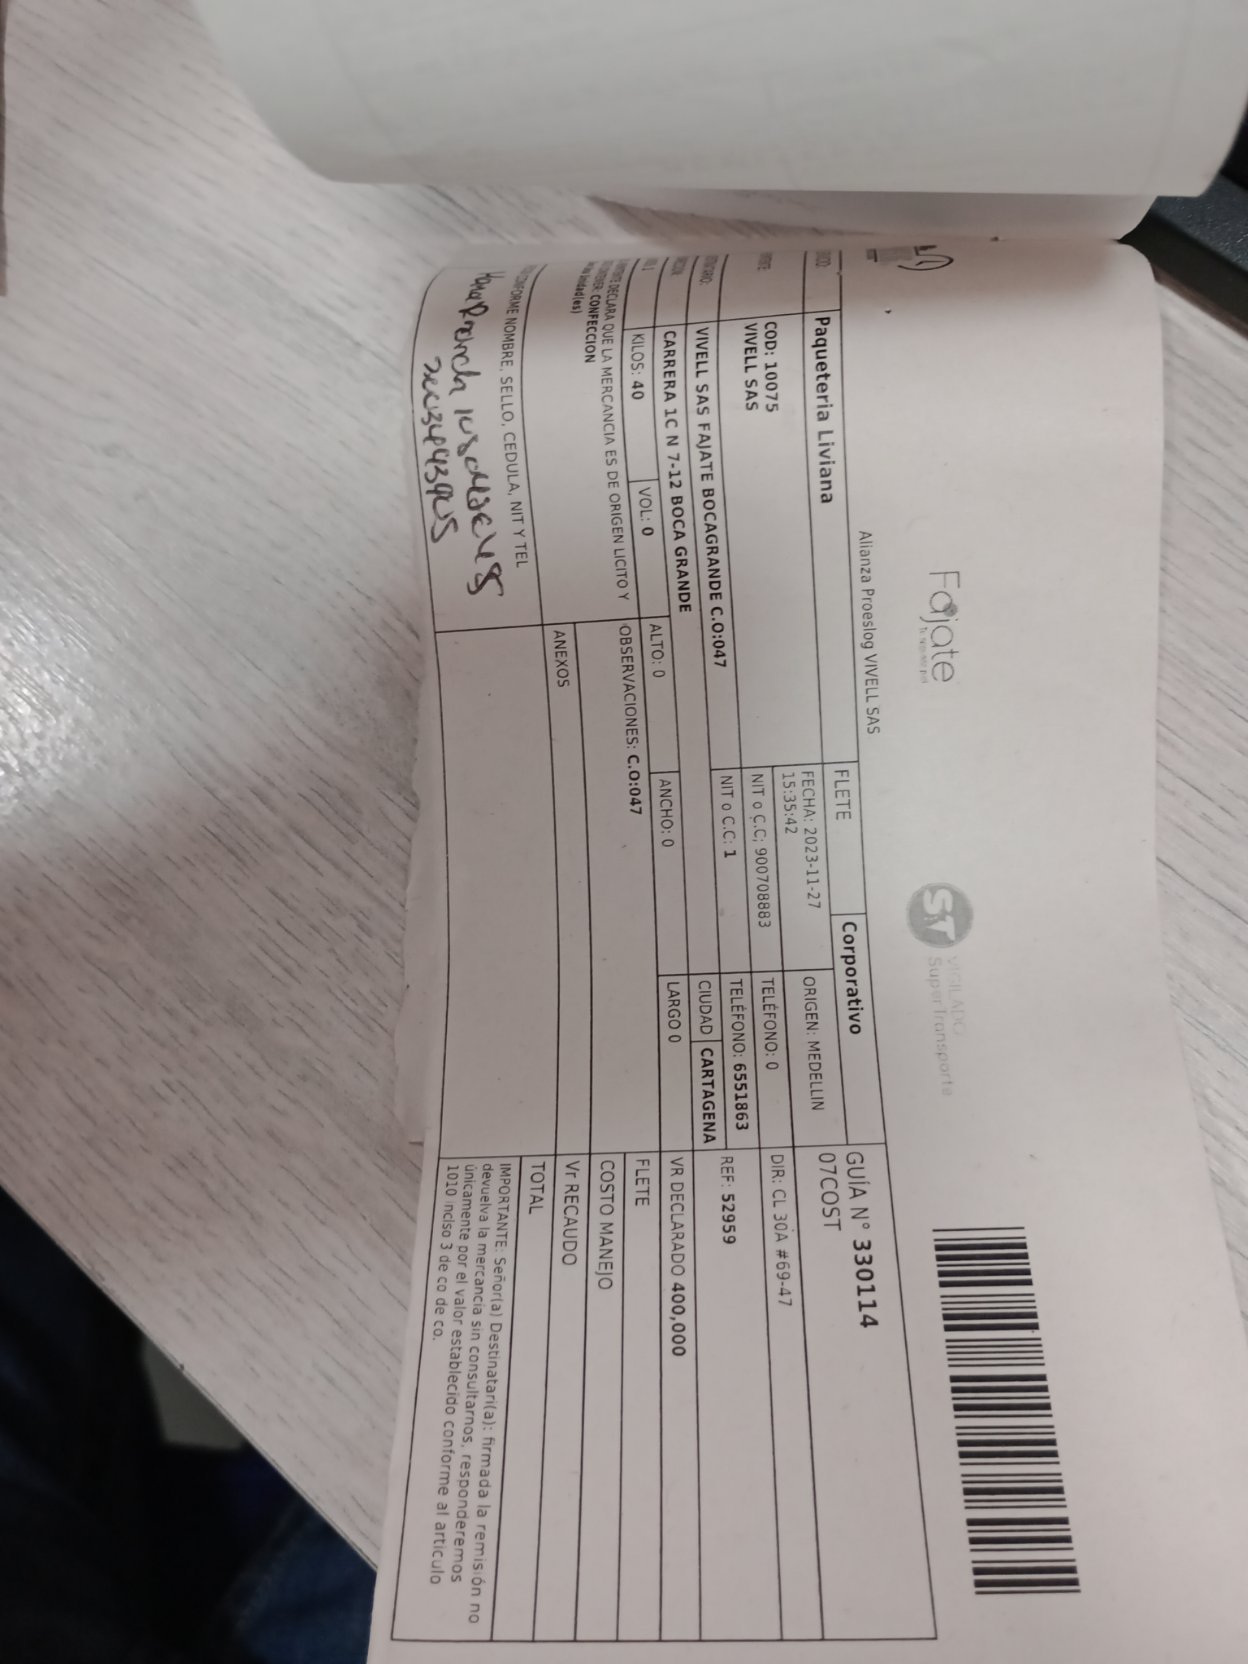 Fajate
VIGILADO
SuperTransporte
Alianza Proeslog VIVELL SAS
FLETE
Corporativo
GUÍA N° 330114
07COST
Paqueteria Liviana
FECHA: 2023-11-27
15:35:42
ORIGEN: MEDELLIN
COD: 10075
VIVELL SAS
NIT o C.C: 900708883
TELÉFONO: 0
DIR: CL 30A #69-47
VIVELL SAS FAJATE BOCAGRANDE C.O:047
NIT o C.C: 1
TELÉFONO: 6551863
REF: 52959
CARRERA 1C N 7-12 BOCA GRANDE
CIUDAD
CARTAGENA
KILOS: 40
VOL: 0
ALTO: 0
ANCHO: 0
LARGO 0
VR DECLARADO 400,000
DECLARA QUE LA MERCANCIA ES DE ORIGEN LICITO Y
CONFECCION
OBSERVACIONES: C.O:047
FLETE
COSTO MANEJO
Vr RECAUDO
CONFORME NOMBRE, SELLO, CEDULA, NIT Y TEL
ANEXOS
TOTAL
IMPORTANTE: Señor(a) Destinatari(a): firmada la remisión no
devuelva la mercancia sin consultarnos, responderemos
únicamente por el valor establecido conforme al articulo
1010 inciso 3 de co de co.